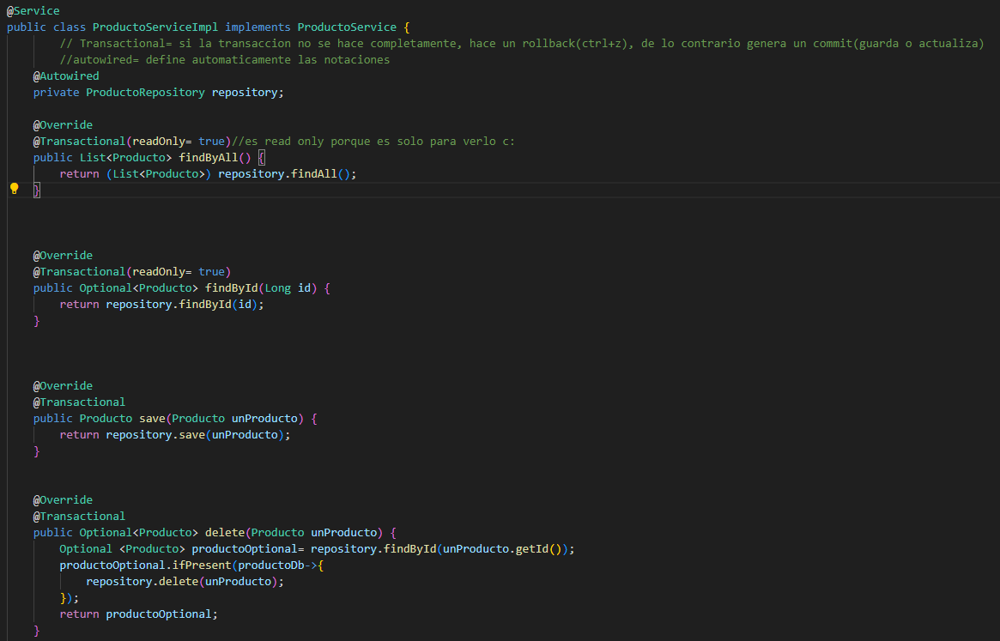 @Service
public class ProductoServiceImpl implements ProductoService {
// Transactional= si la transaccion no se hace completamente, hace un rollback(ctrl+z), de lo contrario genera un commit(guarda o actualiza)
//autowired= define automaticamente las notaciones
@Autowired
private ProductoRepository repository;
@Override
@Transactional(readOnly= true)//es read only porque es solo para verlo c:
public List<Producto> findByAll() {
return (List<Producto>) repository.findAll();
}
@Override
@Transactional(readOnly= true)
public Optional<Producto> findById(Long id) {
return repository.findById(id);
}
@Override
@Transactional
public Producto save(Producto unProducto) {
return repository.save(unProducto);
}
@Override
@Transactional
public Optional<Producto> delete(Producto unProducto) {
Optional <Producto> productoOptional= repository.findById(unProducto.getId());
productoOptional.ifPresent(productoDb->{
repository.delete(unProducto);
});
return productoOptional;
}